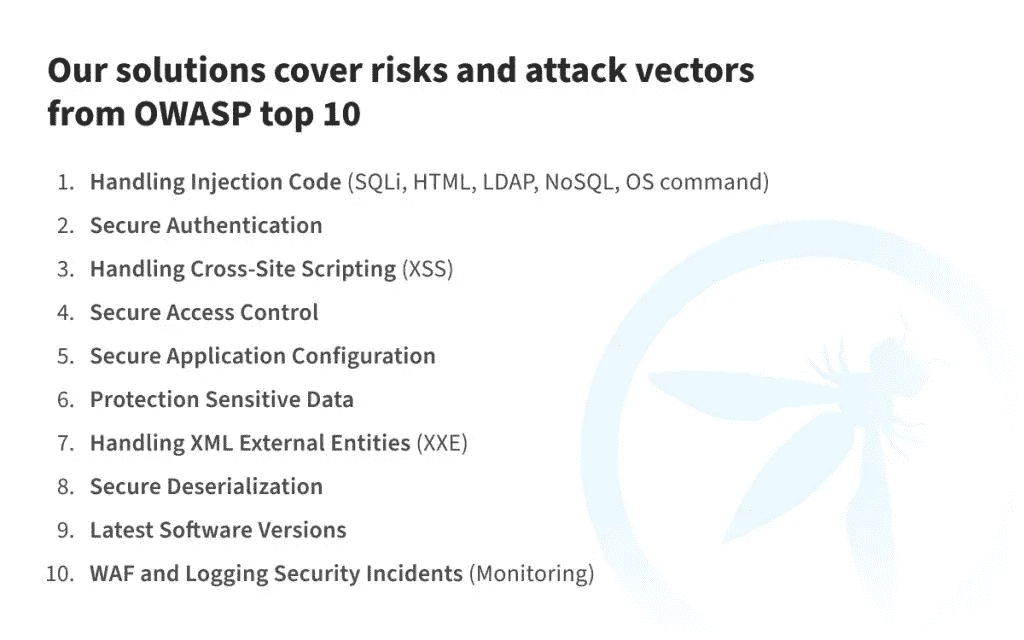 Our solutions cover risks and attack vectors
from OWASP top 10
1. Handling Injection Code (SQLi, HTML, LDAP, NoSQL, OS command)
2. Secure Authentication
3. Handling Cross-Site Scripting (XSS)
4. Secure Access Control
5. Secure Application Configuration
6. Protection Sensitive Data
7. Handling XML External Entities (XXE)
8. Secure Deserialization
9. Latest Software Versions
10. WAF and Logging Security Incidents (Monitoring)